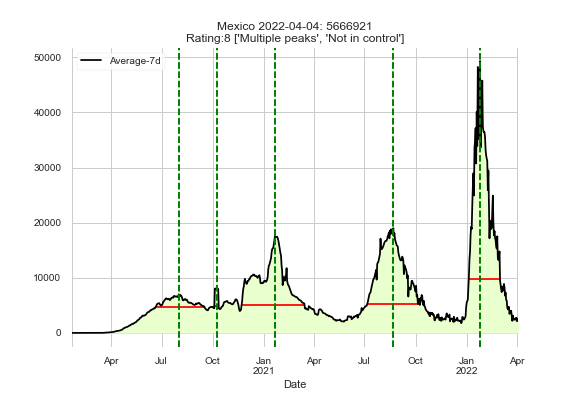 Mexico 2022-04-04: 5666921
Rating:8 ['Multiple peaks', 'Not in control']
Average-7d
50000
40000
30000
20000
10000
0
Apr Jul Oct Jan Apr Jul Oct Jan Apr
2021 2022
Date